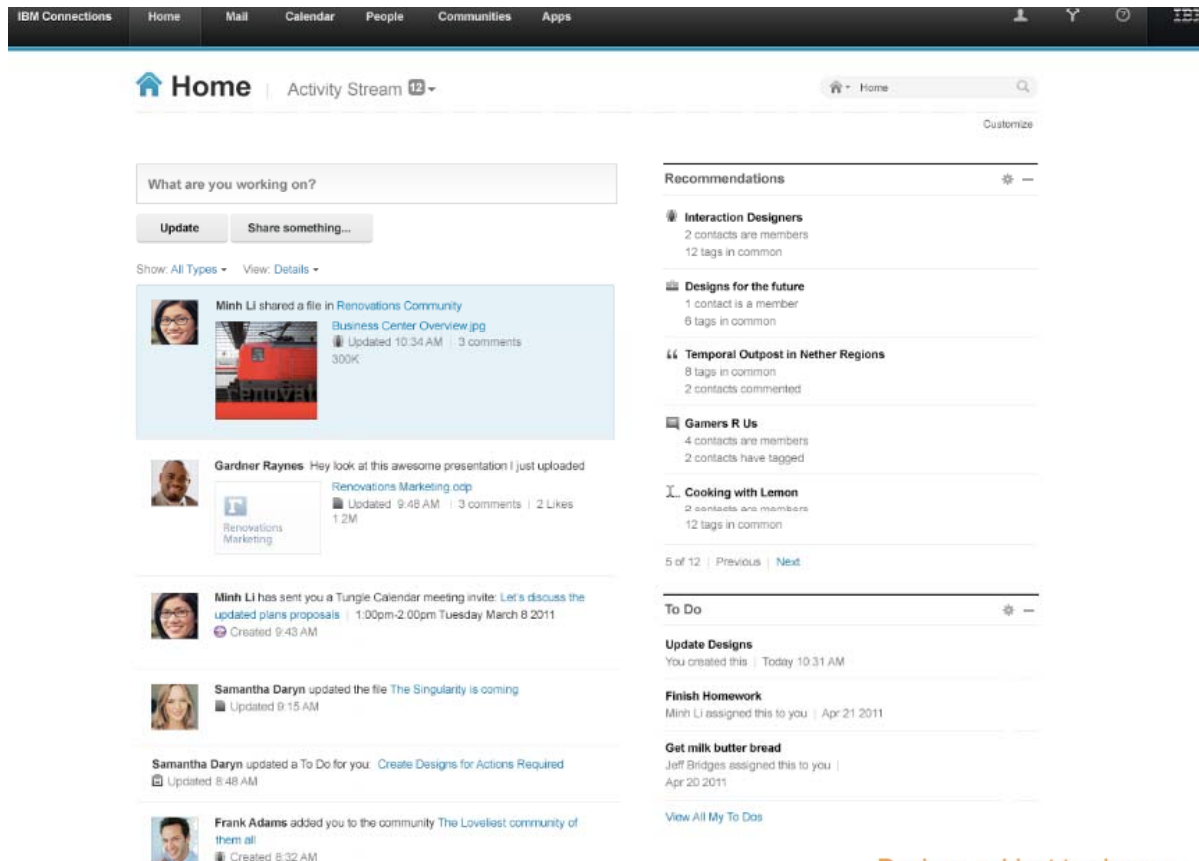 IBM Connections Home Mail Calendar People Communities Apps
Home Activity Stream 12
Home
Customize
What are you working on?
Update Share something...
Show: All Types View: Details
Minh Li shared a file in Renovations Community
Business Center Overview.jpg
Updated 10:34 AM | 3 comments
300K
renovat
Gardner Raynes Hey look at this awesome presentation I just uploaded
Renovations Marketing.odp
Updated 9:48 AM | 3 comments | 2 Likes
1.2M
r
Renovations
Marketing
Minh Li has sent you a Tungle Calendar meeting invite: Let's discuss the
updated plans proposals | 1:00pm-2:00pm Tuesday March 8 2011
Created 9:43 AM
Samantha Daryn updated the file The Singularity is coming
Updated 9:15 AM
Samantha Daryn updated a To Do for you: Create Designs for Actions Required
Updated 8:48 AM
Frank Adams added you to the community The Loveliest community of
them all
Created 8:32 AM
Recommendations
Interaction Designers
2 contacts are members
12 tags in common
Designs for the future
1 contact is a member
6 tags in common
Temporal Outpost in Nether Regions
8 tags in common
2 contacts commented
Gamers R Us
4 contacts are members
2 contacts have tagged
Cooking with Lemon
2 contacts are members
12 tags in common
5 of 12 | Previous | Next
To Do
Update Designs
You created this | Today 10:31 AM
Finish Homework
Minh Li assigned this to you | Apr 21 2011
Get milk butter bread
Jeff Bridges assigned this to you |
Apr 20 2011
View All My To Dos